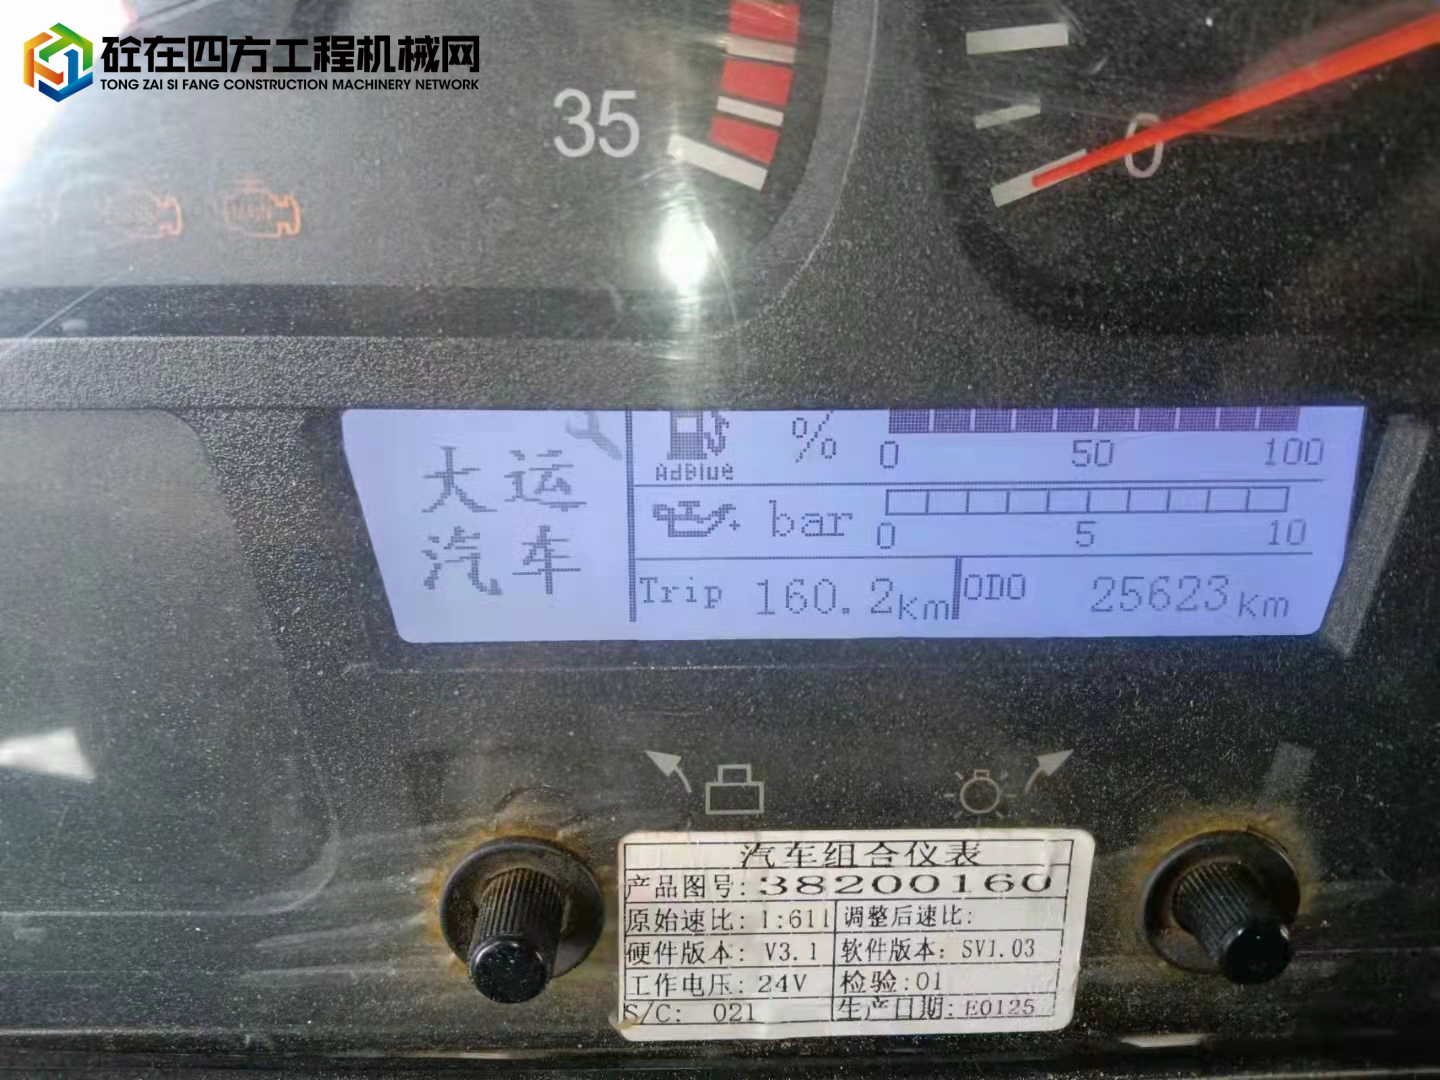 砼在四方工程机械网
TONG ZAI SI FANG CONSTRUCTION MACHINERY NETWORK
35
0
大运
汽车
AdBlue
%
0 50 100
bar
0 5 10
Trip 160.2Km
ODO 25623Km
汽车组合仪表
产品图号:38200160
原始速比:1:611 调整后速比:
硬件版本:V3.1 软件版本:SV1.03
工作电压:24V 检验:01
S/C: 021 生产日期:E0125